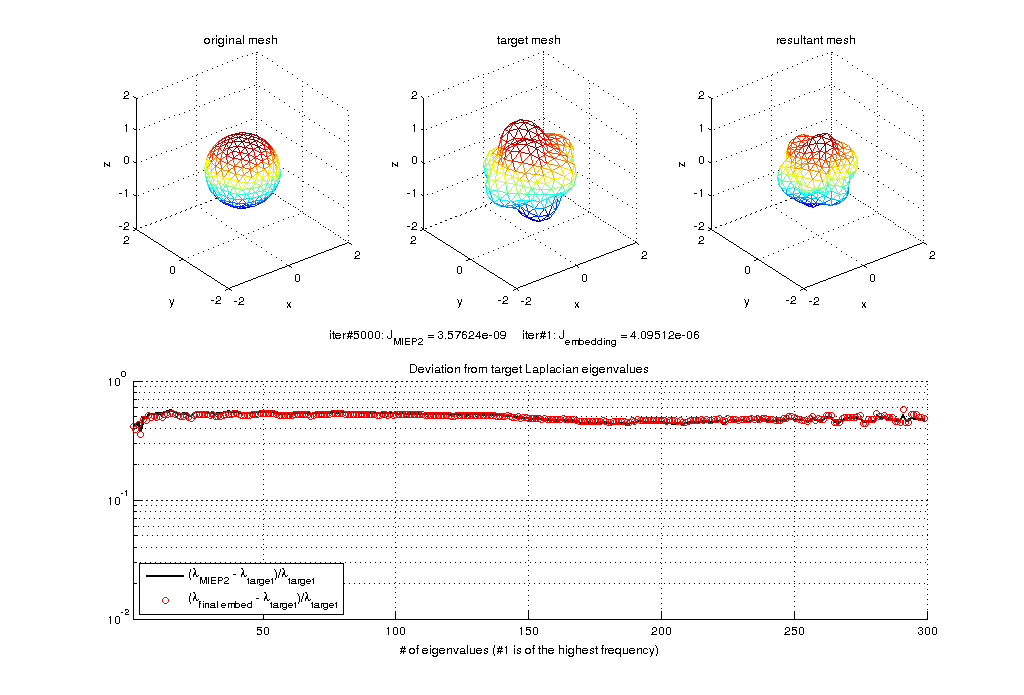 original mesh target mesh resultant mesh
2 2 2
1 1 1
z 0 z 0 z 0
-1 -1 -1
-2 -2 -2
2 2 2 2 2 2
0 0 0 0 0 0
y -2 -2 x y -2 -2 x y -2 -2 x
iter#5000: J_MIEP2 = 3.57624e-09 iter#1: J_embedding = 4.09512e-06
Deviation from target Laplacian eigenvalues
10^0
10^-1
(λ_MIEP2 - λ_target)/λ_target
(λ_final embed - λ_target)/λ_target
10^-2
50 100 150 200 250 300
# of eigenvalues (#1 is of the highest frequency)